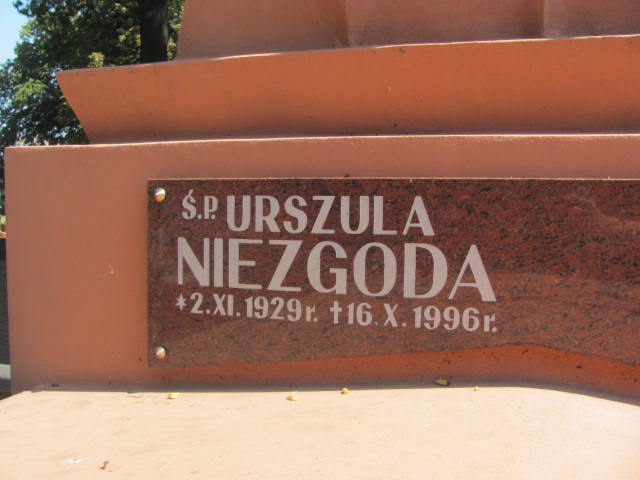 Ś.P. URSZULA
NIEZGODA
*2.XI.1929r. †16.X.1996r.